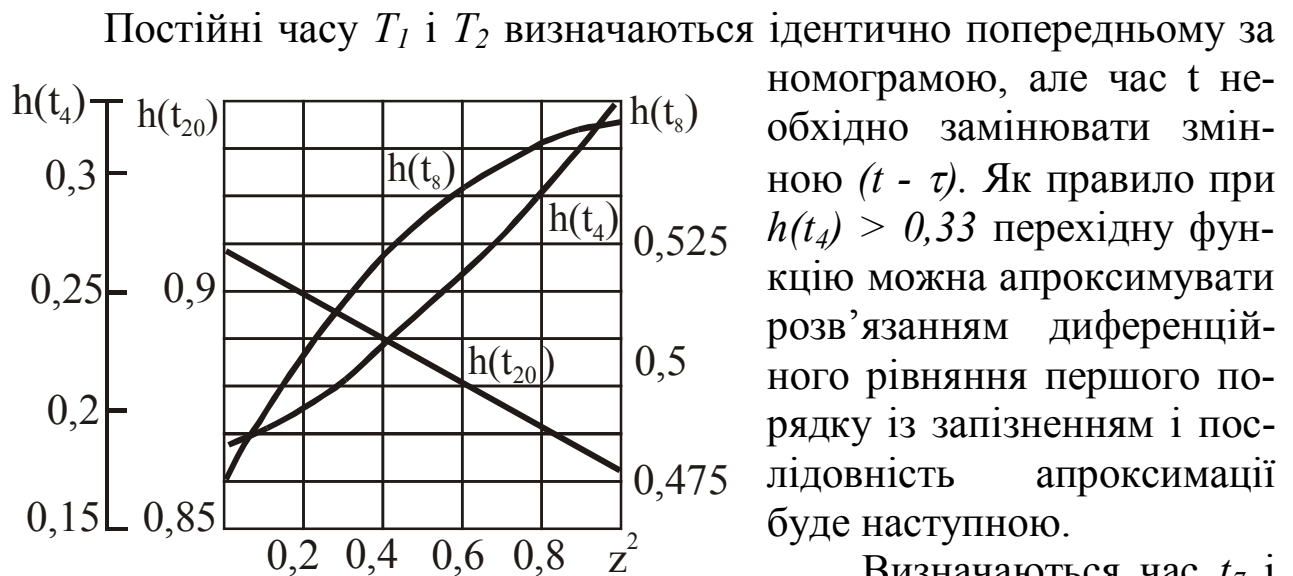 Постійні часу T₁ і T₂ визначаються ідентично попередньому за
номограмою, але час t не-
обхідно замінювати змін-
ною (t - τ). Як правило при
h(t₄) > 0,33 перехідну фун-
кцію можна апроксимувати
розв’язанням диференцій-
ного рівняння першого по-
рядку із запізненням і пос-
лідовність апроксимації
буде наступною.
Визначаються час t₇ і
h(t₄)
0,3
0,25
0,2
0,15
h(t₂₀)
0,9
0,85
h(t₈)
h(t₄)
h(t₂₀)
h(t₈)
0,525
0,5
0,475
0,2 0,4 0,6 0,8 z²